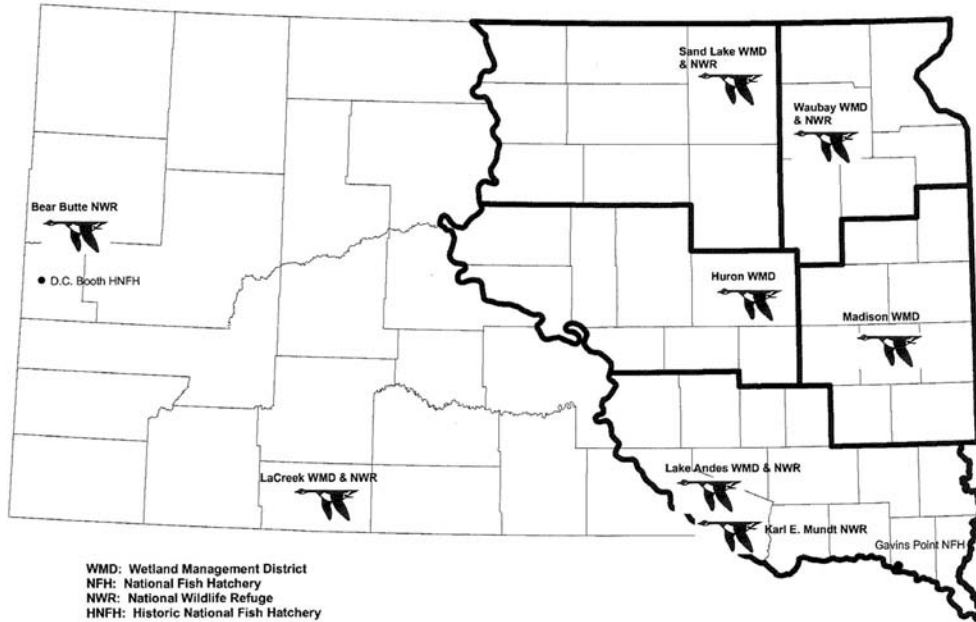 Sand Lake WMD
& NWR
Waubay WMD
& NWR
Bear Butte NWR
D.C. Booth HNFH
Huron WMD
Madison WMD
LaCreek WMD & NWR
Lake Andes WMD & NWR
Karl E. Mundt NWR
Gavins Point NFH
WMD: Wetland Management District
NFH: National Fish Hatchery
NWR: National Wildlife Refuge
HNFH: Historic National Fish Hatchery